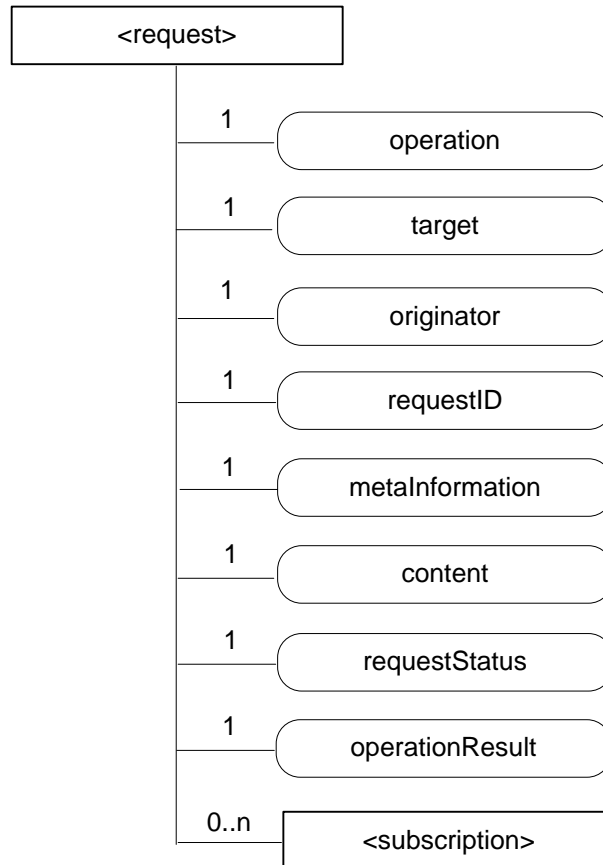 <request>
1
operation
1
target
1
originator
1
requestID
1
metaInformation
1
content
1
requestStatus
1
operationResult
0..n
<subscription>